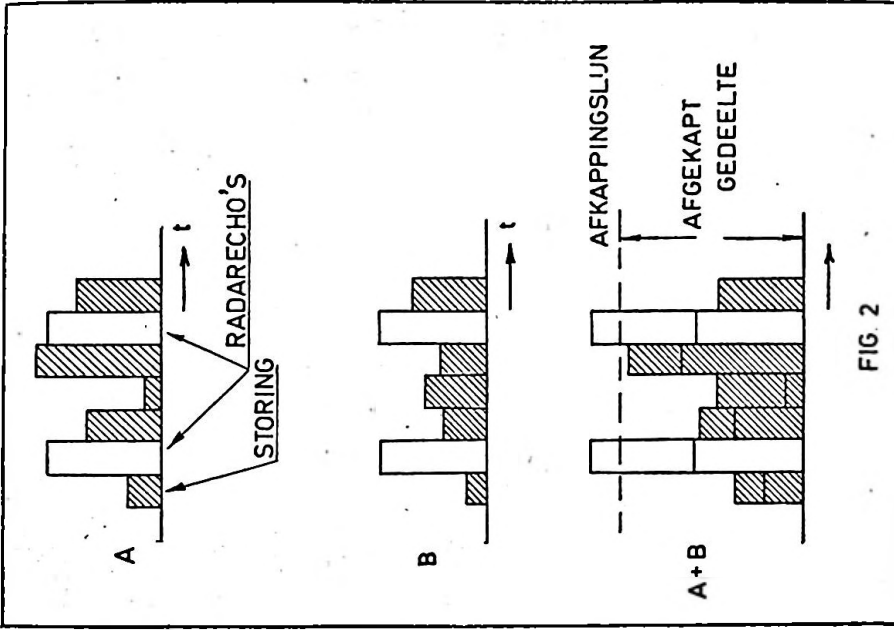 A
t
RADARECHO'S
STORING
B
t
A + B
AFKAPPINGSLIJN
AFGEKAPT
GEDEELTE
FIG. 2